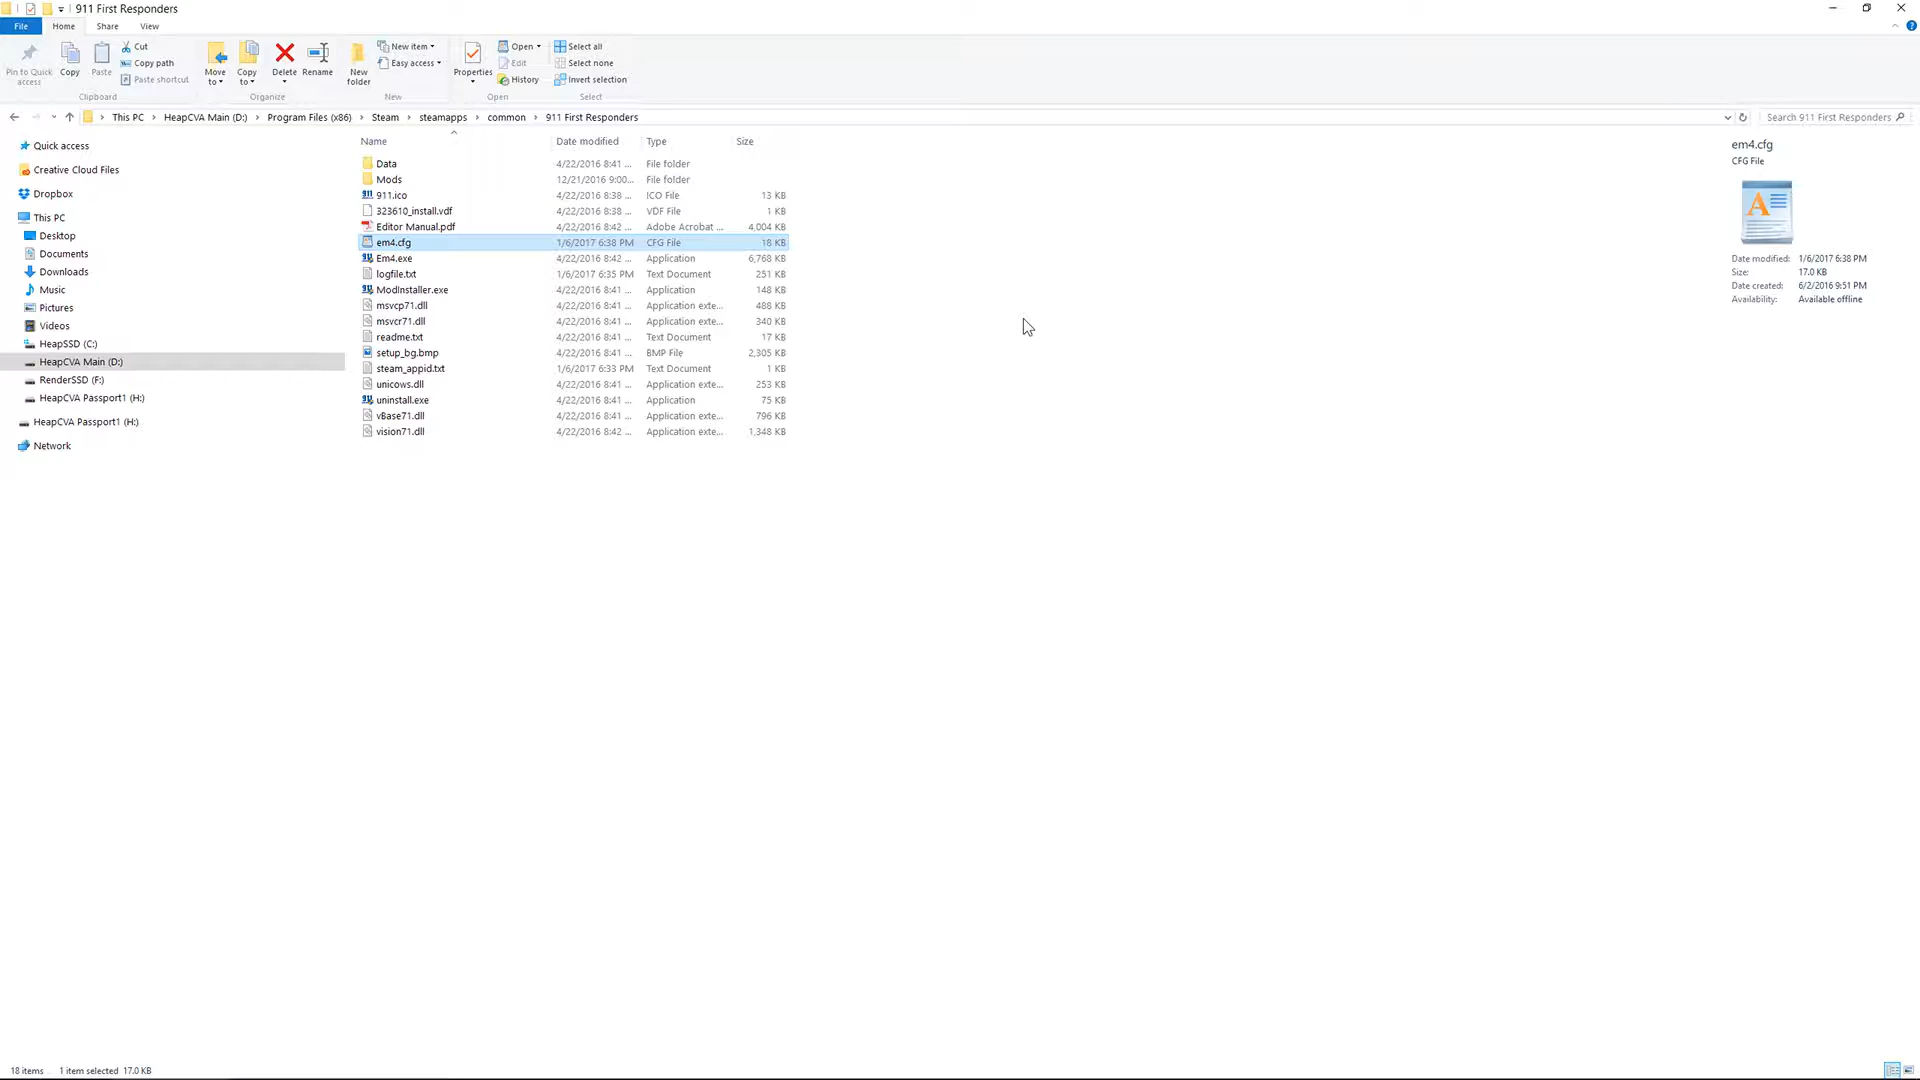 911 First Responders
File Home Share View
Pin to Quick access
Copy
Paste
Cut
Copy path
Paste shortcut
Clipboard
Move to
Copy to
Delete
Rename
Organize
New folder
New item
Easy access
New
Properties
Open
Edit
History
Open
Select all
Select none
Invert selection
Select
This PC > HeapCVA Main (D:) > Program Files (x86) > Steam > steamapps > common > 911 First Responders
Search 911 First Responders
Quick access
Creative Cloud Files
Dropbox
This PC
Desktop
Documents
Downloads
Music
Pictures
Videos
HeapSSD (C:)
HeapCVA Main (D:)
RenderSSD (F:)
HeapCVA Passport1 (H:)
HeapCVA Passport1 (H:)
Network
Name Date modified Type Size
Data 4/22/2016 8:41 ... File folder
Mods 12/21/2016 9:00... File folder
911.ico 4/22/2016 8:38 ... ICO File 13 KB
323610_install.vdf 4/22/2016 8:38 ... VDF File 1 KB
Editor Manual.pdf 4/22/2016 8:42 ... Adobe Acrobat ... 4,004 KB
em4.cfg 1/6/2017 6:38 PM CFG File 18 KB
Em4.exe 4/22/2016 8:42 ... Application 6,768 KB
logfile.txt 1/6/2017 6:35 PM Text Document 251 KB
ModInstaller.exe 4/22/2016 8:41 ... Application 148 KB
msvcp71.dll 4/22/2016 8:41 ... Application exte... 488 KB
msvcr71.dll 4/22/2016 8:41 ... Application exte... 340 KB
readme.txt 4/22/2016 8:41 ... Text Document 17 KB
setup_bg.bmp 4/22/2016 8:41 ... BMP File 2,305 KB
steam_appid.txt 1/6/2017 6:33 PM Text Document 1 KB
unicows.dll 4/22/2016 8:41 ... Application exte... 253 KB
uninstall.exe 4/22/2016 8:41 ... Application 75 KB
vBase71.dll 4/22/2016 8:41 ... Application exte... 796 KB
vision71.dll 4/22/2016 8:42 ... Application exte... 1,348 KB
em4.cfg
CFG File
Date modified: 1/6/2017 6:38 PM
Size: 17.0 KB
Date created: 6/2/2016 9:51 PM
Availability: Available offline
18 items 1 item selected 17.0 KB